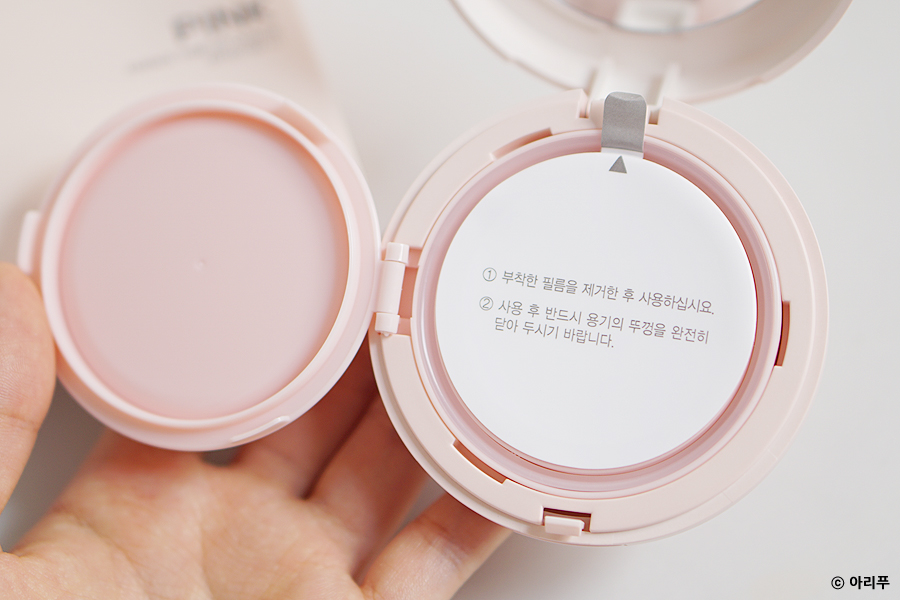 PINK
① 부착한 필름을 제거한 후 사용하십시요.
② 사용 후 반드시 용기의 뚜껑을 완전히
닫아 두시기 바랍니다.
© 아리푸